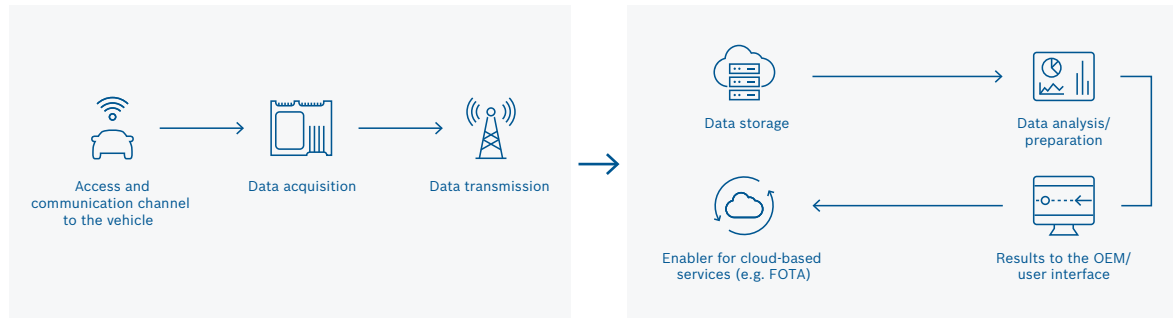 Access and
communication channel
to the vehicle
Data acquisition
Data transmission
Data storage
Data analysis/
preparation
Enabler for cloud-based
services (e.g. FOTA)
Results to the OEM/
user interface